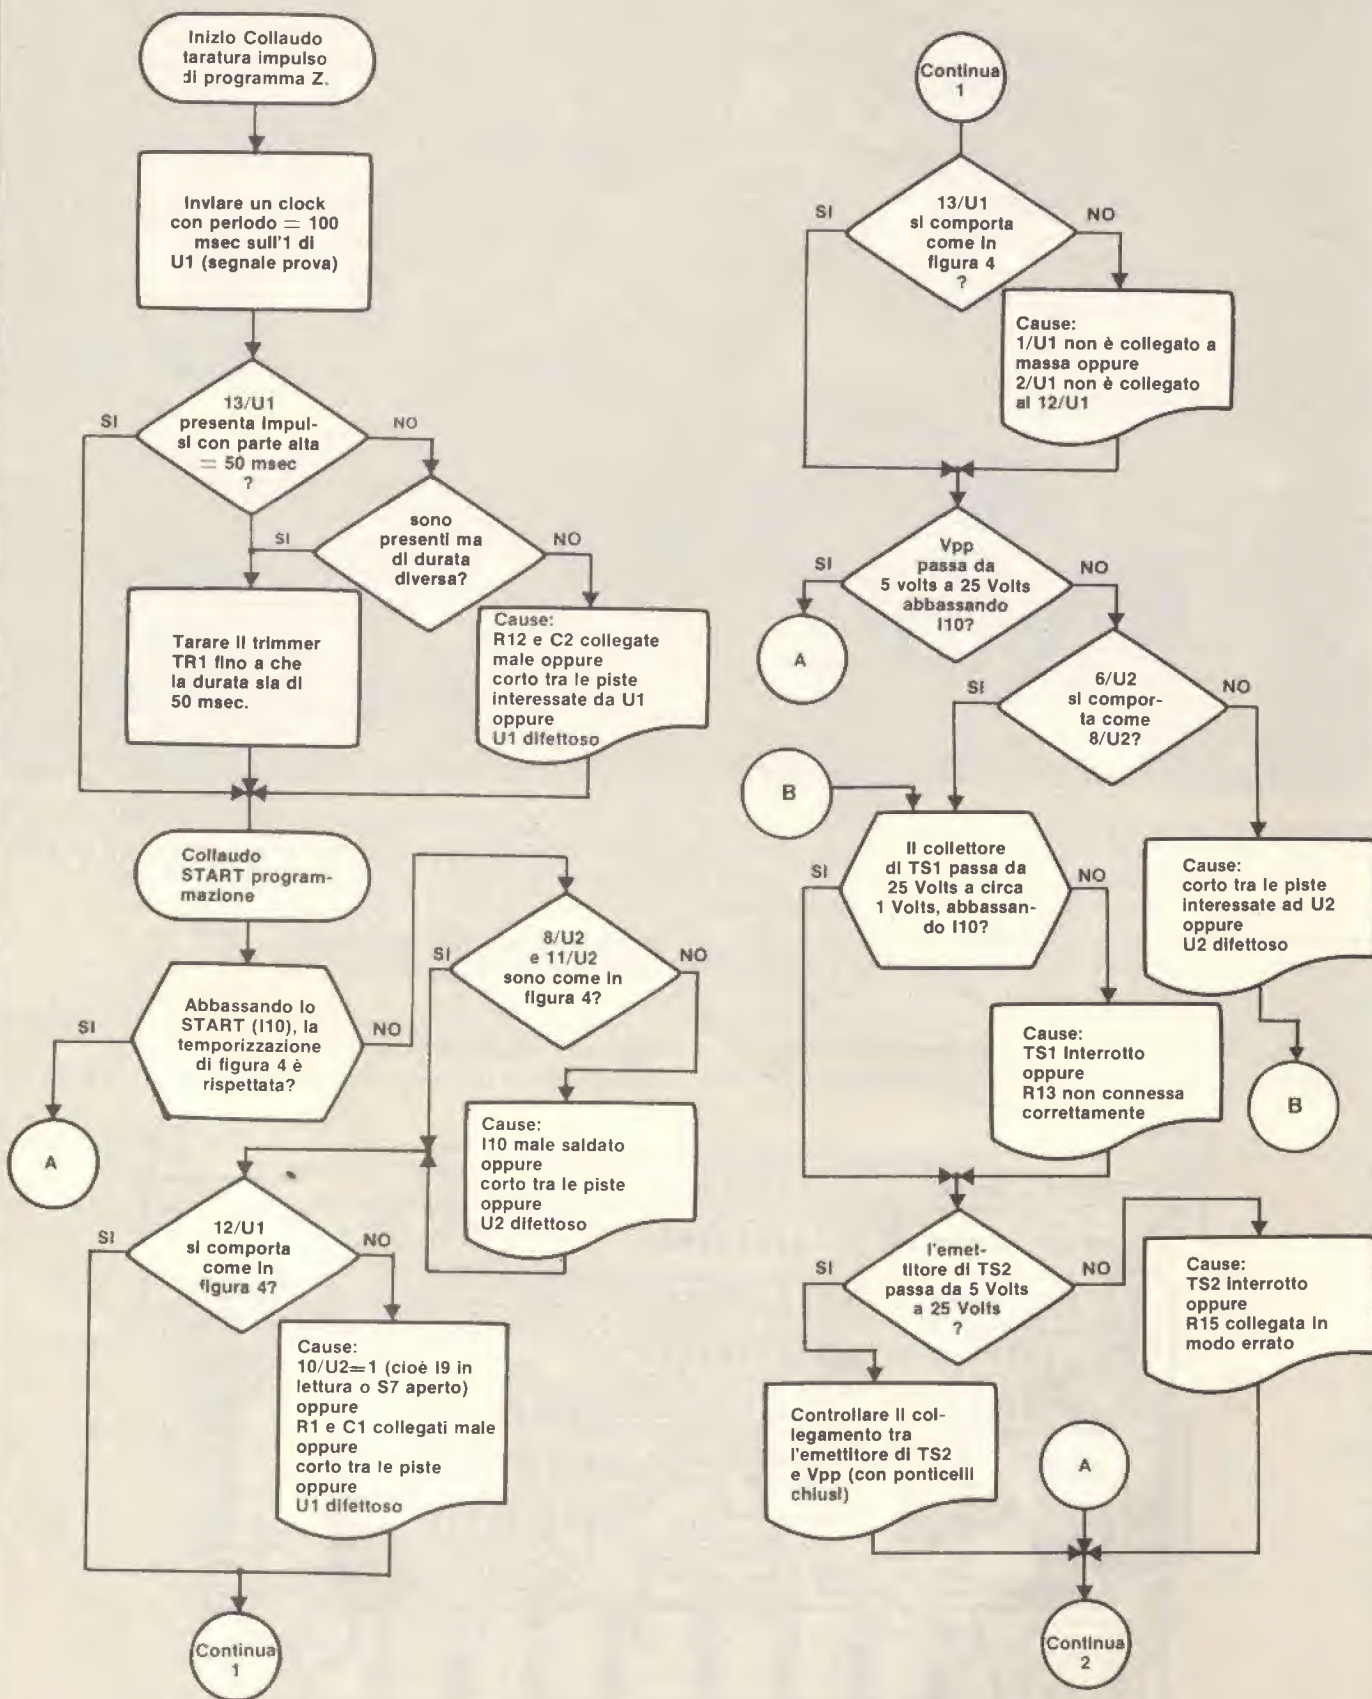 Inizio Collaudo
taratura impulso
di programma Z.
Inviare un clock
con periodo = 100
msec sull'1 di
U1 (segnale prova)
13/U1
presenta impul-
si con parte alta
= 50 msec
?
SI
NO
sono
presenti ma
di durata
diversa?
SI
NO
Tarare il trimmer
TR1 fino a che
la durata sia di
50 msec.
Cause:
R12 e C2 collegate
male oppure
corto tra le piste
interessate da U1
oppure
U1 difettoso
Collaudo
START program-
mazione
Abbassando lo
START (I10), la
temporizzazione
di figura 4 è
rispettata?
SI
NO
A
8/U2
e 11/U2
sono come in
figura 4?
SI
NO
Cause:
I10 male saldato
oppure
corto tra le piste
oppure
U2 difettoso
12/U1
si comporta
come in
figura 4?
SI
NO
Cause:
10/U2=1 (cioè I9 in
lettura o S7 aperto)
oppure
R1 e C1 collegati male
oppure
corto tra le piste
oppure
U1 difettoso
Continua
1
Continua
1
13/U1
si comporta
come in
figura 4
?
SI
NO
Cause:
1/U1 non è collegato a
massa oppure
2/U1 non è collegato
al 12/U1
Vpp
passa da
5 volts a 25 Volts
abbassando
I10?
SI
NO
A
6/U2
si compor-
ta come
8/U2?
SI
NO
B
Il collettore
di TS1 passa da
25 Volts a circa
1 Volts, abbassan-
do I10?
SI
NO
Cause:
corto tra le piste
interessate ad U2
oppure
U2 difettoso
B
Cause:
TS1 Interrotto
oppure
R13 non connessa
correttamente
l'emet-
titore di TS2
passa da 5 Volts
a 25 Volts
?
SI
NO
Cause:
TS2 interrotto
oppure
R15 collegata in
modo errato
Controllare il col-
legamento tra
l'emettitore di TS2
e Vpp (con ponticelli
chiusi)
A
Continua
2